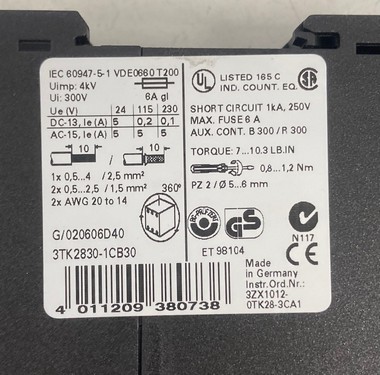 IEC 60947-5-1 VDE0660 T200
Uimp: 4kV
Ui: 300V 6A gl
Ue (V) 24 115 230
DC-13, Ie (A) 5 0,2 0,1
AC-15, Ie (A) 5 5 5
10 / 10
1x 0,5...4 / 2,5 mm²
2x 0,5...2,5 / 1,5 mm²
2x AWG 20 to 14
360°
G/020606D40
3TK2830-1CB30
4 011209 380738
UL LISTED 165 C
IND. CONT. EQ.
SHORT CIRCUIT 1kA, 250V
MAX. FUSE 6 A
AUX. CONT. B 300 / R 300
TORQUE: 7...10.3 LB.IN
0,8...1,2 Nm
PZ 2 / Ø 5...6 mm
GS
N117
ET 98104
CE
Made
in Germany
Instr.Ord.Nr.:
3ZX1012-
0TK28-3CA1